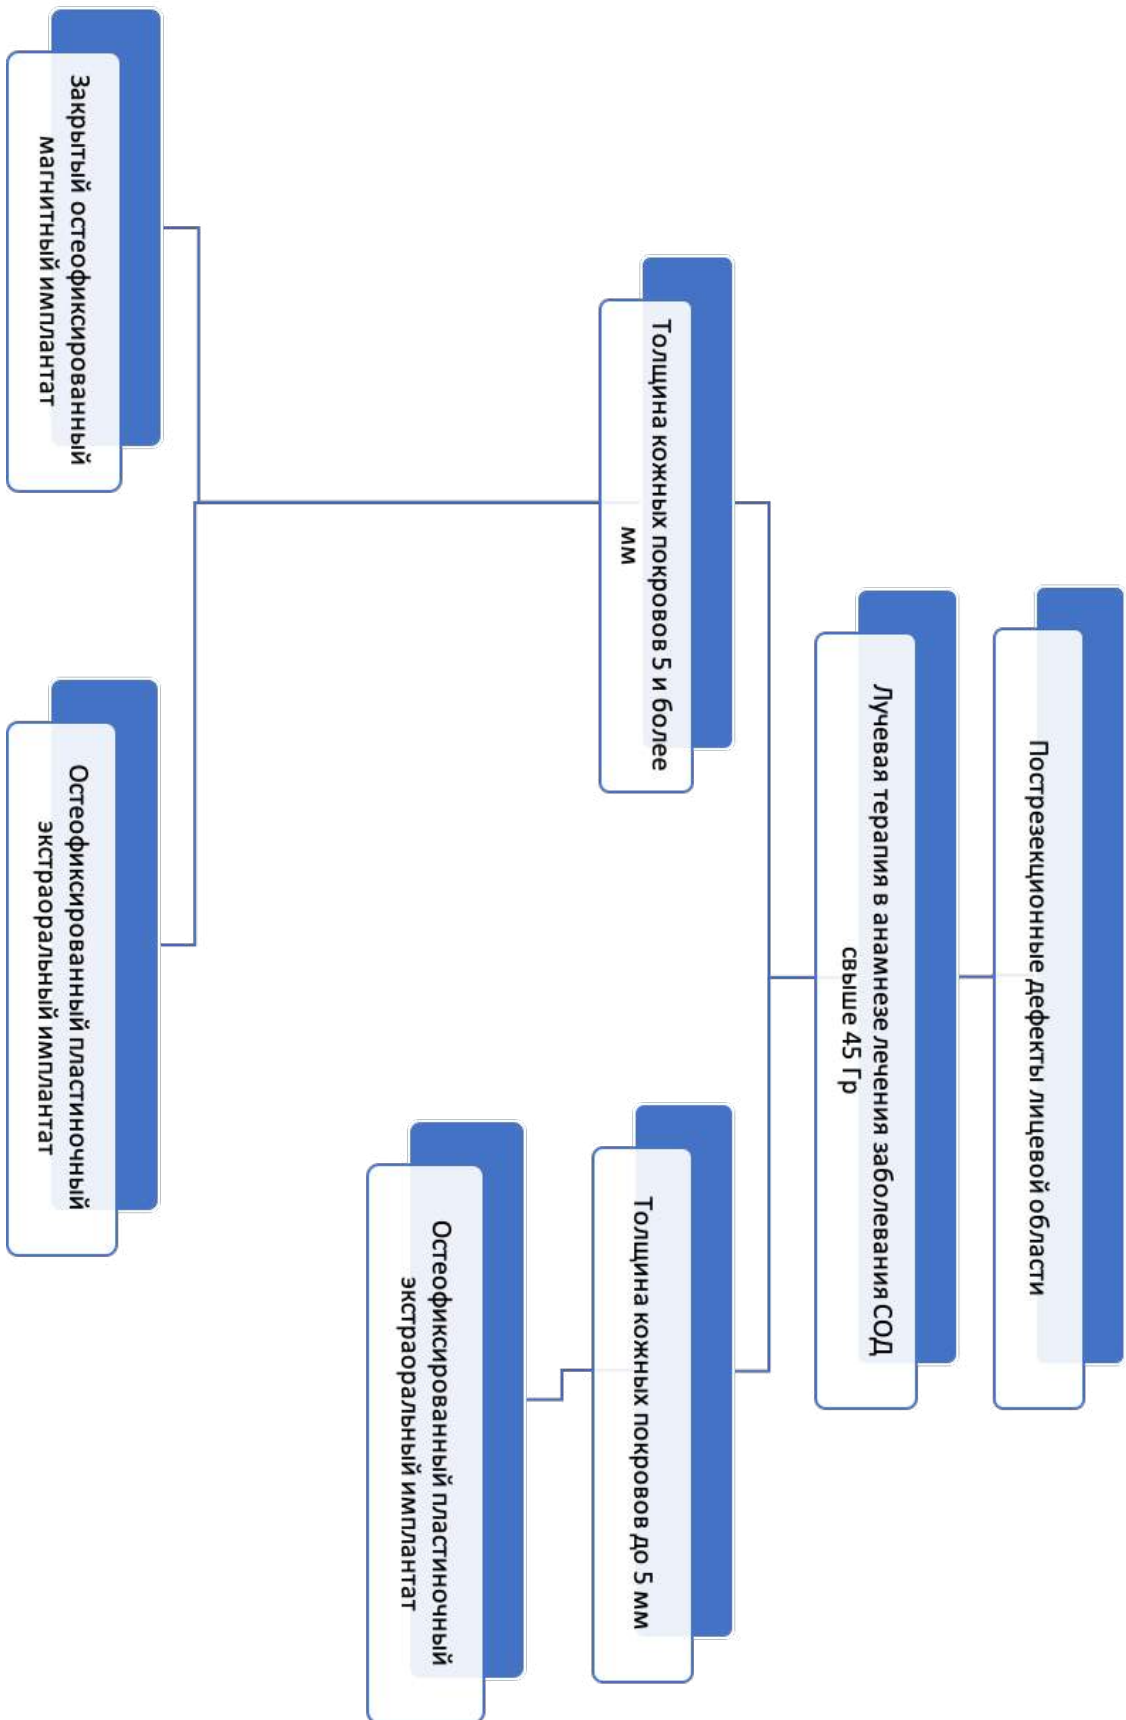 Пострезекционные дефекты лицевой области
Лучевая терапия в анамнезе лечения заболевания СОД
свыше 45 Гр
Толщина кожных покровов 5 и более
мм
Толщина кожных покровов до 5 мм
Остеофиксированный пластиночный
экстраоральный имплантат
Закрытый остеофиксированный
магнитный имплантат
Остеофиксированный пластиночный
экстраоральный имплантат